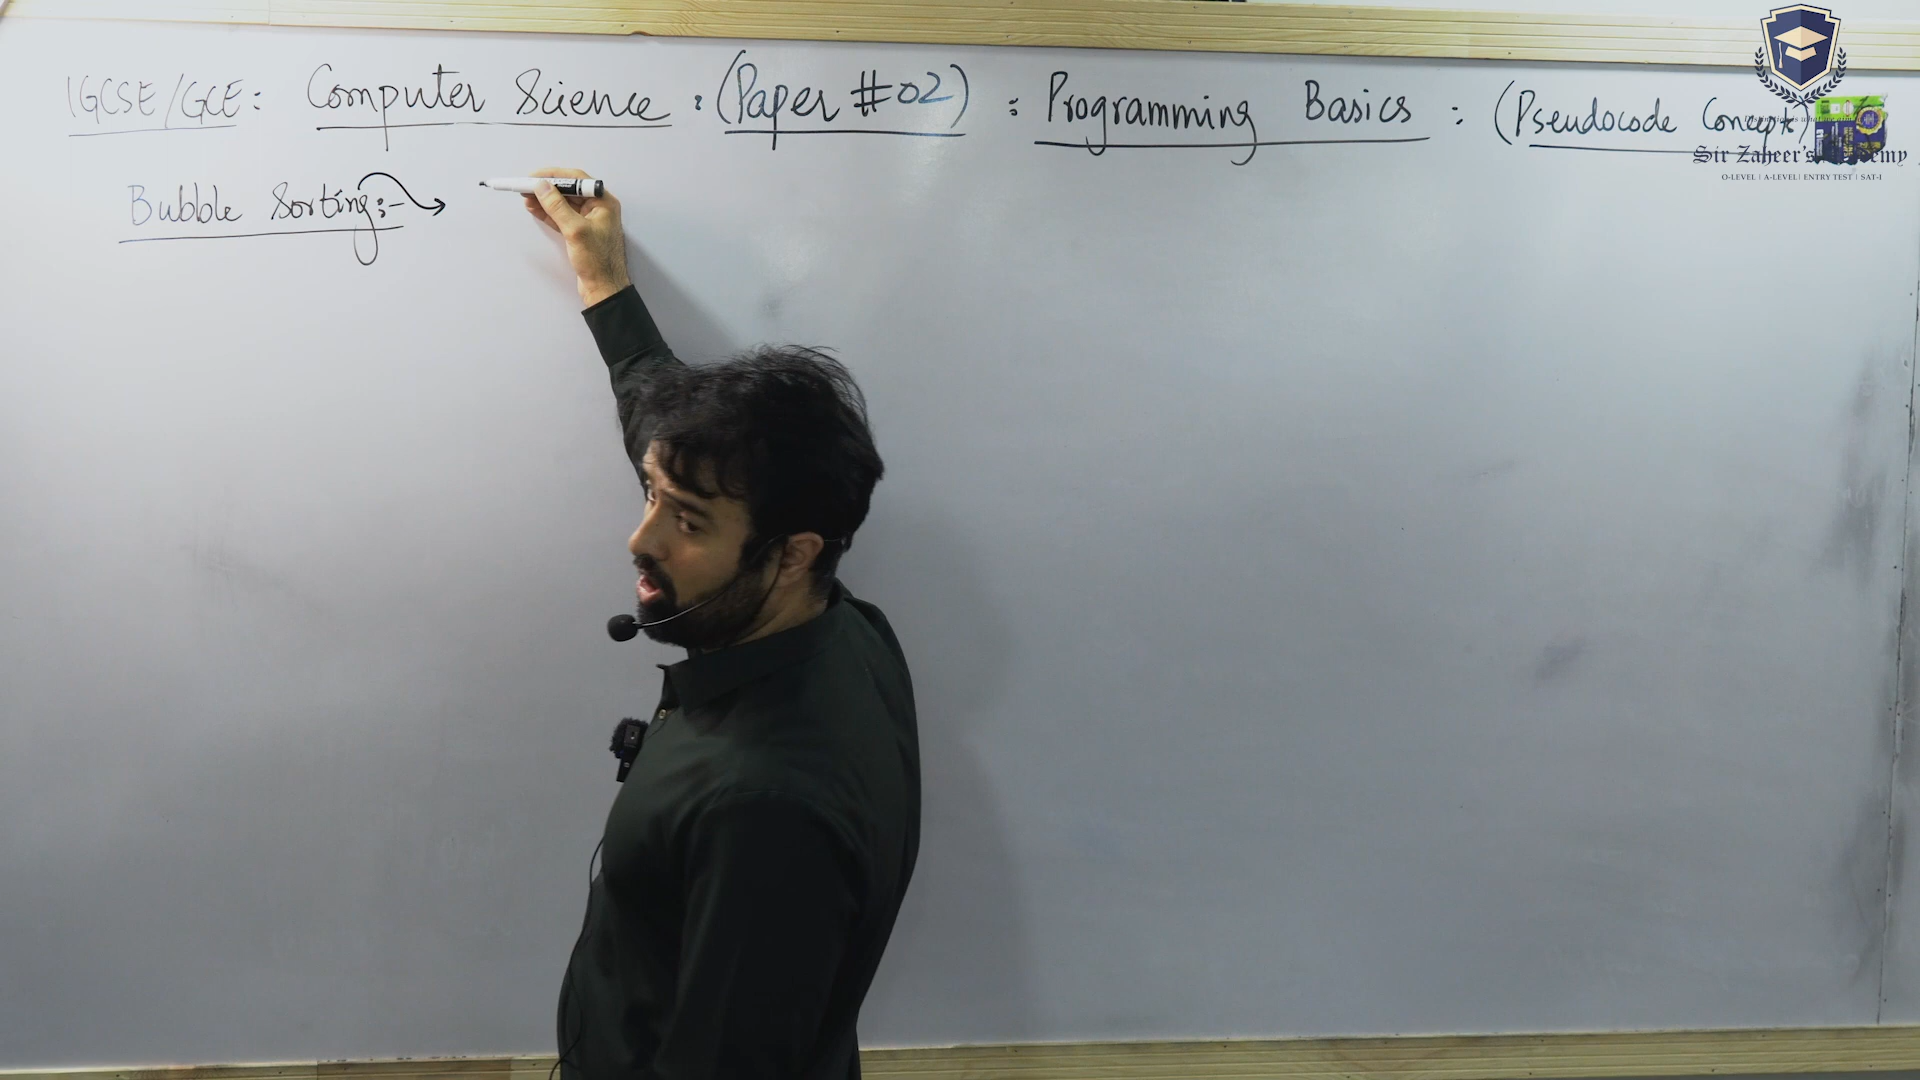 IGCSE/GCE: Computer Science : (Paper #02) : Programming Basics : (Pseudocode Concept)
Sir Zaheer's Academy
O-LEVEL | A-LEVEL | ENTRY TEST | SAT-I
Bubble Sorting:-